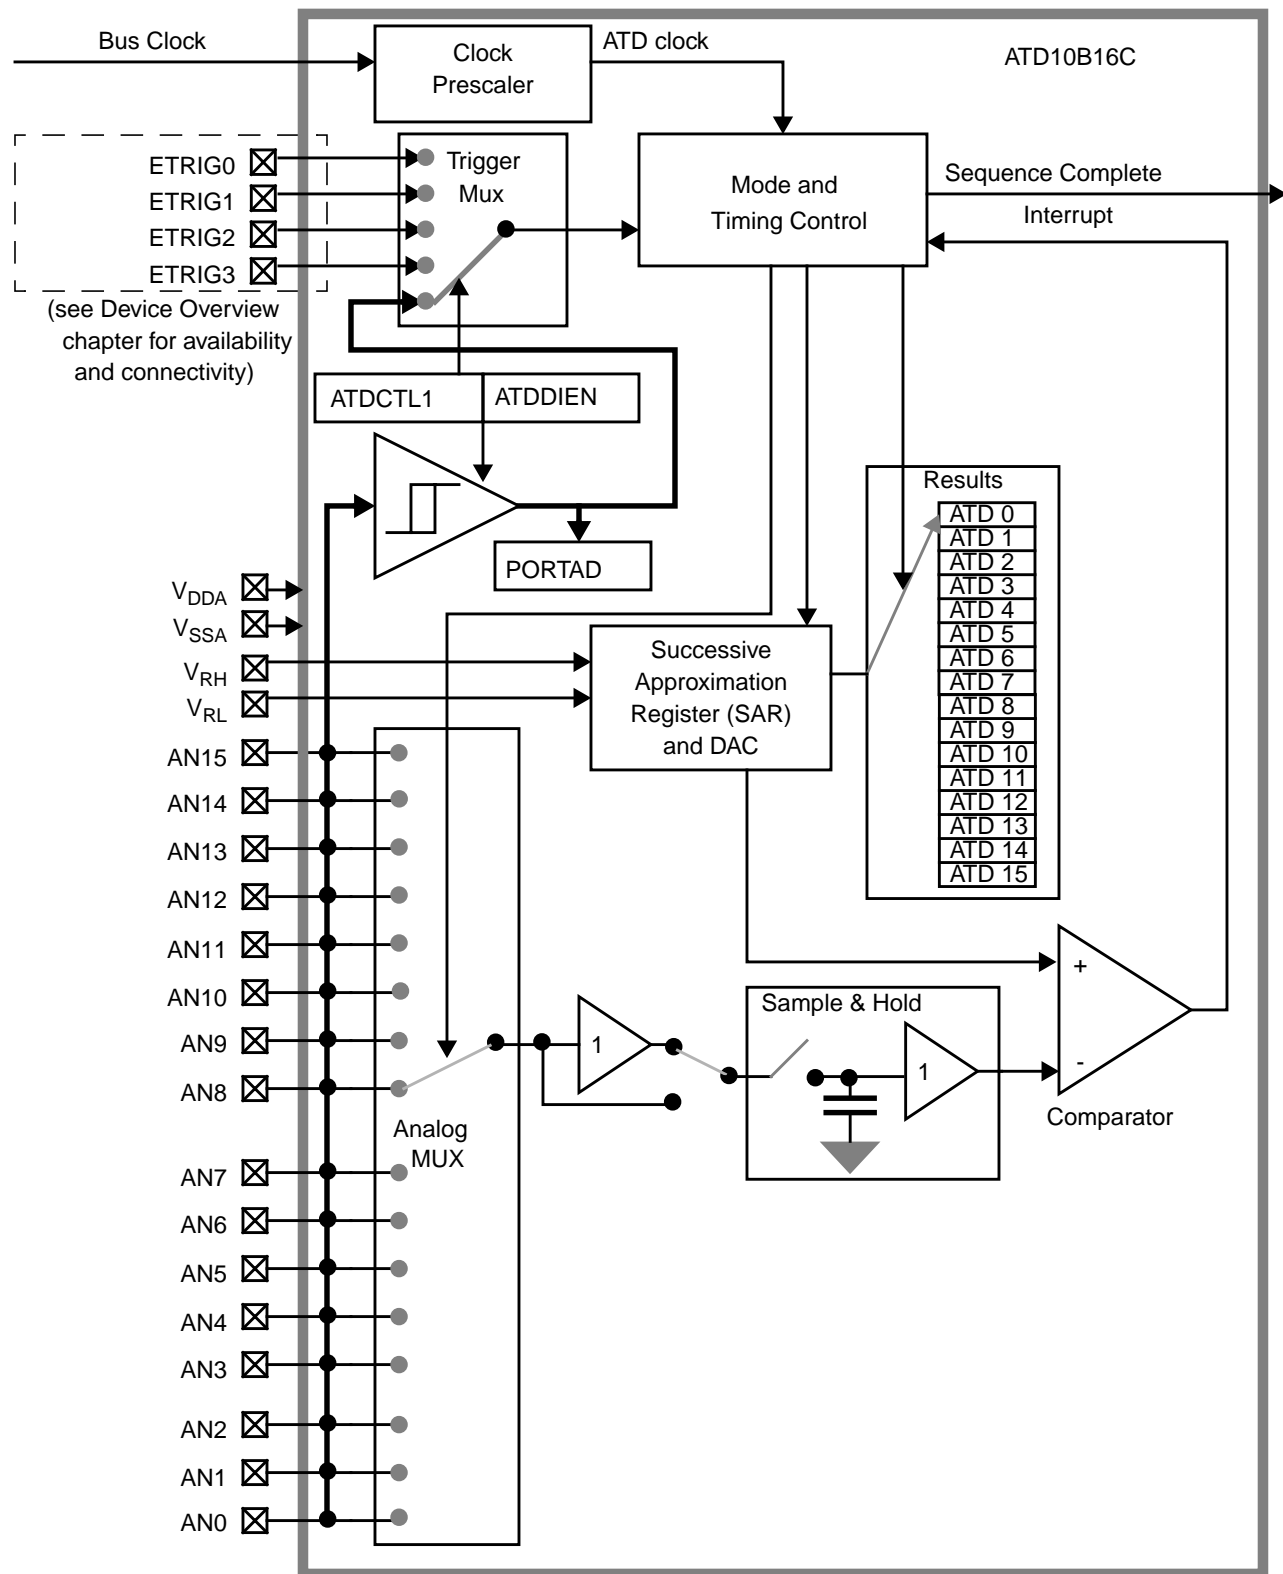 Bus Clock
Clock
Prescaler
ATD clock
ATD10B16C
ETRIG0
ETRIG1
ETRIG2
ETRIG3
(see Device Overview
chapter for availability
and connectivity)
Trigger
Mux
Mode and
Timing Control
Sequence Complete
Interrupt
ATDCTL1
ATDDIEN
PORTAD
Results
ATD 0
ATD 1
ATD 2
ATD 3
ATD 4
ATD 5
ATD 6
ATD 7
ATD 8
ATD 9
ATD 10
ATD 11
ATD 12
ATD 13
ATD 14
ATD 15
VDDA
VSSA
VRH
VRL
Successive
Approximation
Register (SAR)
and DAC
AN15
AN14
AN13
AN12
AN11
AN10
AN9
AN8
AN7
AN6
AN5
AN4
AN3
AN2
AN1
AN0
Analog
MUX
1
Sample & Hold
1
+
-
Comparator